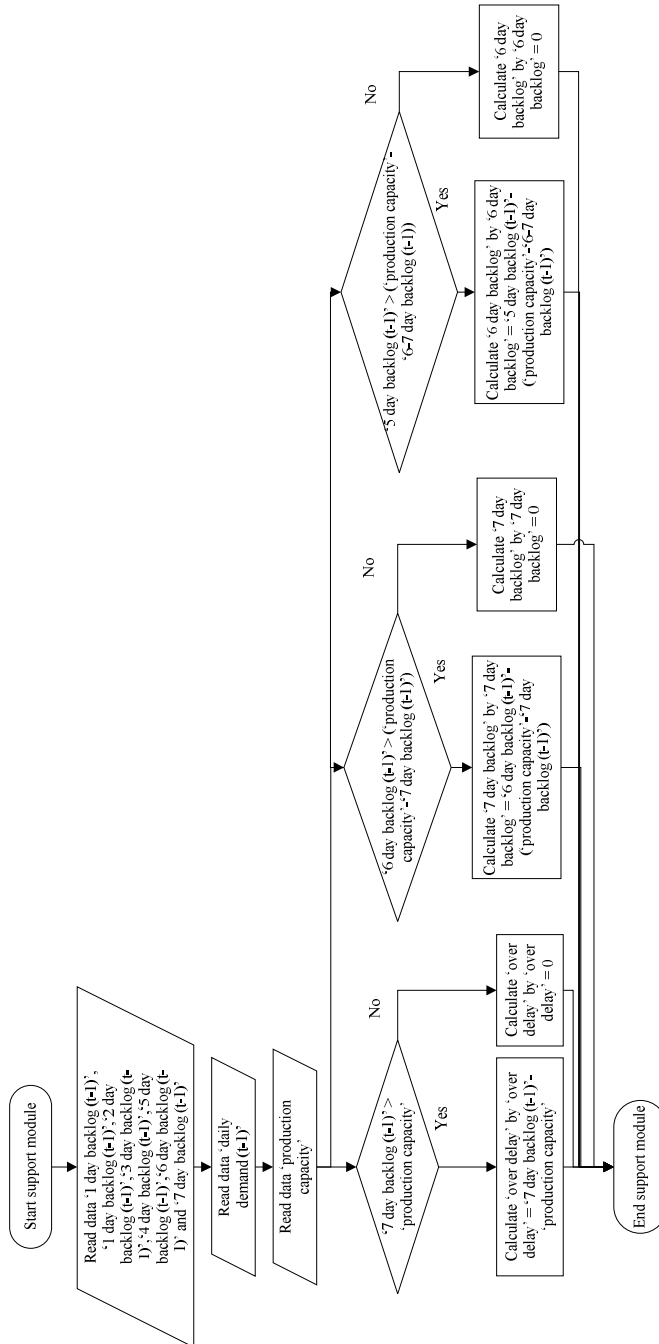 Start support module
Read data ‘1 day backlog (t-1)’,
‘1 day backlog (t-1)’,‘2 day
backlog (t-1)’,‘3 day backlog (t-
1)’,‘4 day backlog (t-1)’,‘5 day
backlog (t-1)’,‘6 day backlog (t-
1)’ and ‘7 day backlog (t-1)’
Read data ‘daily
demand (t-1)’
Read data ‘production
capacity’
‘7 day backlog (t-1)’ >
‘production capacity’
No
Yes
Calculate ‘over delay’ by ‘over
delay’ = ‘7 day backlog (t-1)’-
‘production capacity’
Calculate ‘over
delay’ by ‘over
delay’ = 0
‘6 day backlog (t-1)’ > (‘production
capacity’-‘7 day backlog (t-1)’)
No
Yes
Calculate ‘7 day backlog’ by ‘7 day
backlog’ = ‘6 day backlog (t-1)’-
(‘production capacity’-‘7 day
backlog (t-1)’)
Calculate ‘7 day
backlog’ by ‘7 day
backlog’ = 0
‘5 day backlog (t-1)’ > (‘production capacity’-
‘6-7 day backlog (t-1))
No
Yes
Calculate ‘6 day backlog’ by ‘6 day
backlog’ = ‘5 day backlog (t-1)’-
(‘production capacity’-‘6-7 day
backlog (t-1)’)
Calculate ‘6 day
backlog’ by ‘6 day
backlog’ = 0
End support module